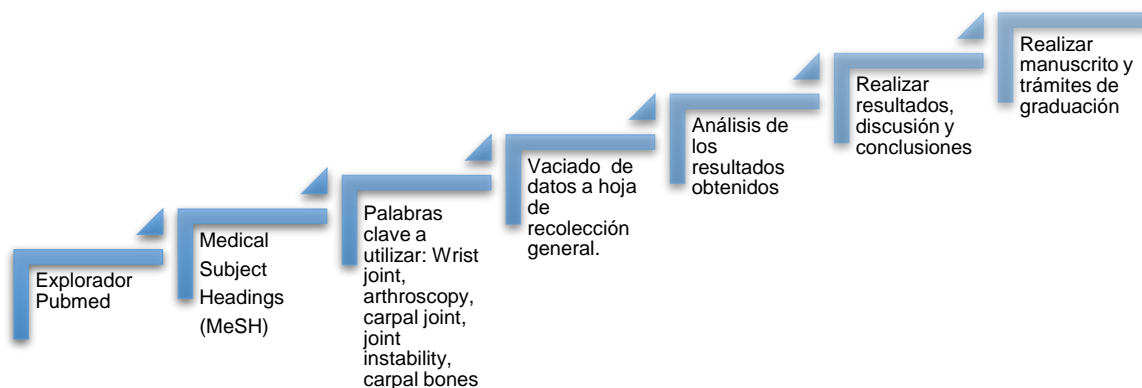 Explorador
Pubmed
Medical
Subject
Headings
(MeSH)
Palabras
clave a
utilizar: Wrist
joint,
arthroscopy,
carpal joint,
joint
instability,
carpal bones
Vaciado de
datos a hoja
de
recolección
general.
Análisis de
los
resultados
obtenidos
Realizar
resultados,
discusión y
conclusiones
Realizar
manuscrito y
trámites de
graduación